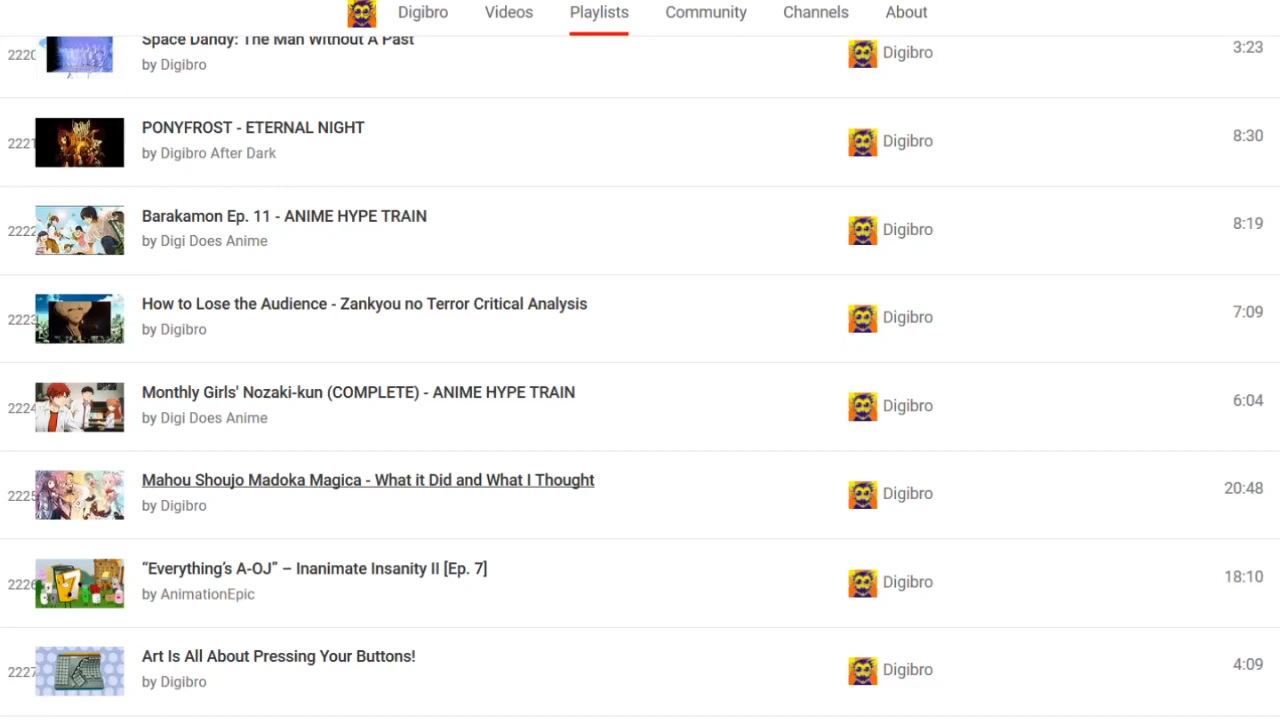 Digibro Videos Playlists Community Channels About
2220 Space Dandy: The Man Without A Past Digibro 3:23
by Digibro
2221 PONYFROST - ETERNAL NIGHT Digibro 8:30
by Digibro After Dark
2222 Barakamon Ep. 11 - ANIME HYPE TRAIN Digibro 8:19
by Digi Does Anime
2223 How to Lose the Audience - Zankyou no Terror Critical Analysis Digibro 7:09
by Digibro
2224 Monthly Girls' Nozaki-kun (COMPLETE) - ANIME HYPE TRAIN Digibro 6:04
by Digi Does Anime
2225 Mahou Shoujo Madoka Magica - What it Did and What I Thought Digibro 20:48
by Digibro
2226 “Everything’s A-OJ” – Inanimate Insanity II [Ep. 7] Digibro 18:10
by AnimationEpic
2227 Art Is All About Pressing Your Buttons! Digibro 4:09
by Digibro